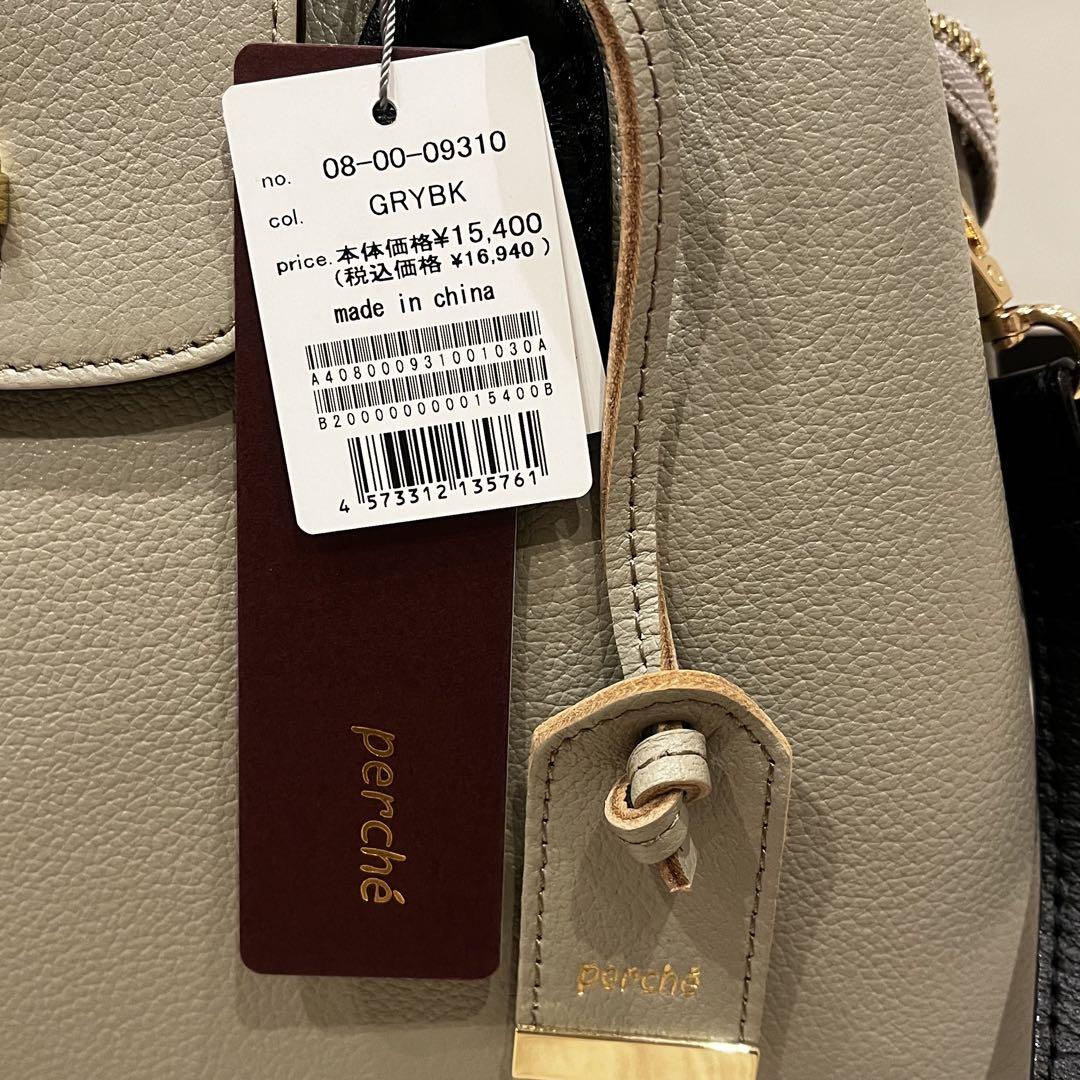 no. 08-00-09310
col. GRYBK
price. 本体価格¥15,400
(税込価格 ¥16,940 )
made in china
A408000931001030A
B200000000015400B
4 573312 135761
perché
perché